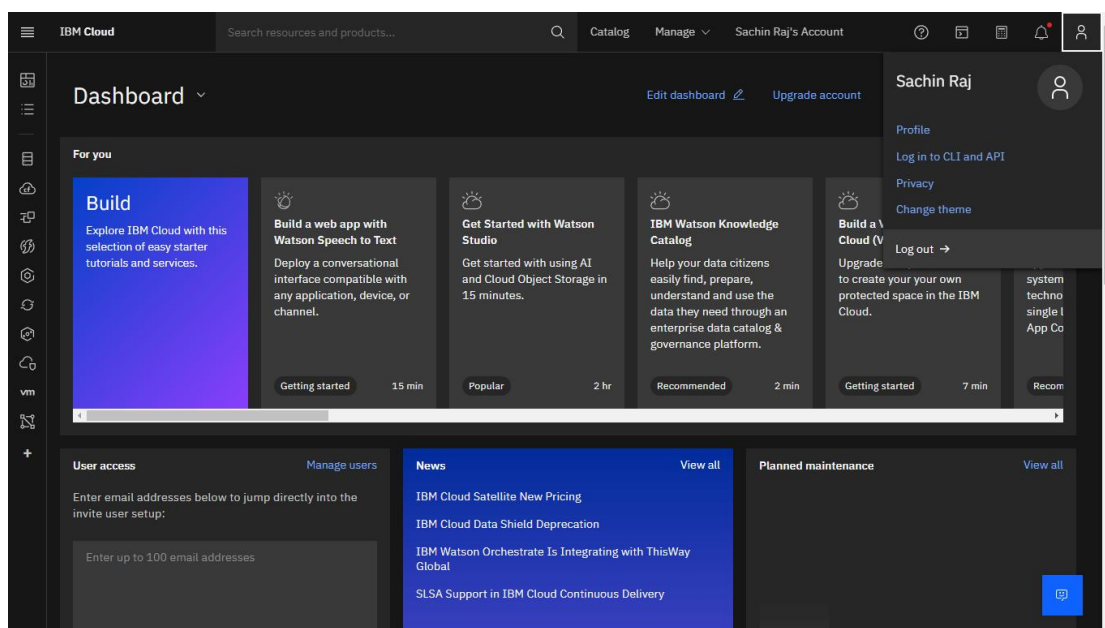 IBM Cloud
Search resources and products...
Catalog
Manage
Sachin Raj's Account
Sachin Raj
Profile
Log in to CLI and API
Privacy
Change theme
Log out →
Dashboard
Edit dashboard
Upgrade account
For you
Build
Explore IBM Cloud with this
selection of easy starter
tutorials and services.
Build a web app with
Watson Speech to Text
Deploy a conversational
interface compatible with
any application, device, or
channel.
Getting started
15 min
Get Started with Watson
Studio
Get started with using AI
and Cloud Object Storage in
15 minutes.
Popular
2 hr
IBM Watson Knowledge
Catalog
Help your data citizens
easily find, prepare,
understand and use the
data they need through an
enterprise data catalog &
governance platform.
Recommended
2 min
Build a
Cloud (V
Upgrade
to create your your own
protected space in the IBM
Cloud.
Getting started
7 min
system
techno
single
App Co
Recom
vm
User access
Manage users
Enter email addresses below to jump directly into the
invite user setup:
Enter up to 100 email addresses
News
View all
IBM Cloud Satellite New Pricing
IBM Cloud Data Shield Deprecation
IBM Watson Orchestrate Is Integrating with ThisWay
Global
SLSA Support in IBM Cloud Continuous Delivery
Planned maintenance
View all